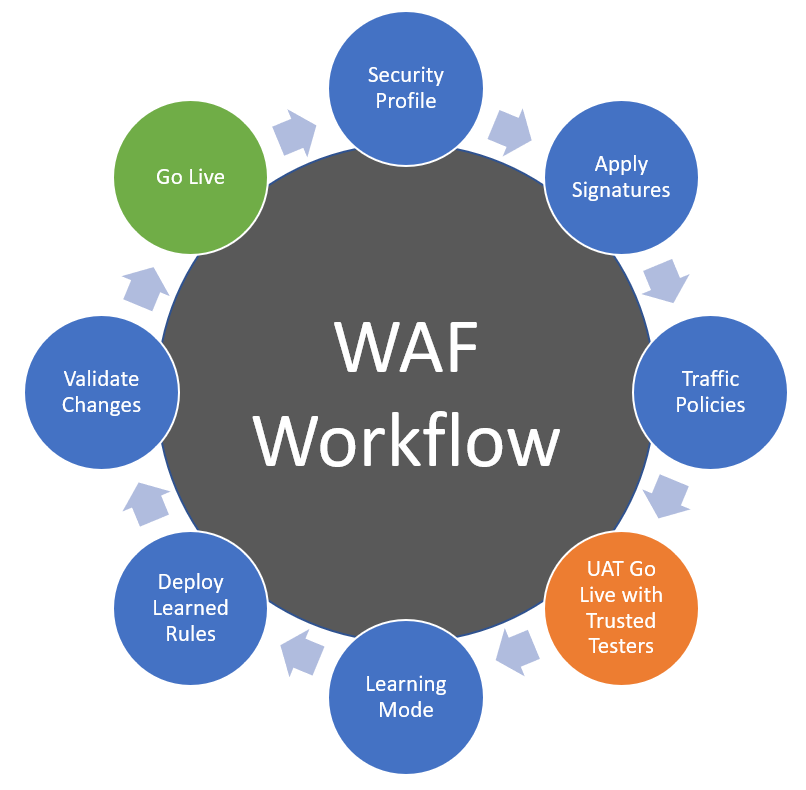 Security
Profile
Apply
Signatures
Traffic
Policies
UAT Go
Live with
Trusted
Testers
Learning
Mode
Deploy
Learned
Rules
Validate
Changes
Go Live
WAF
Workflow